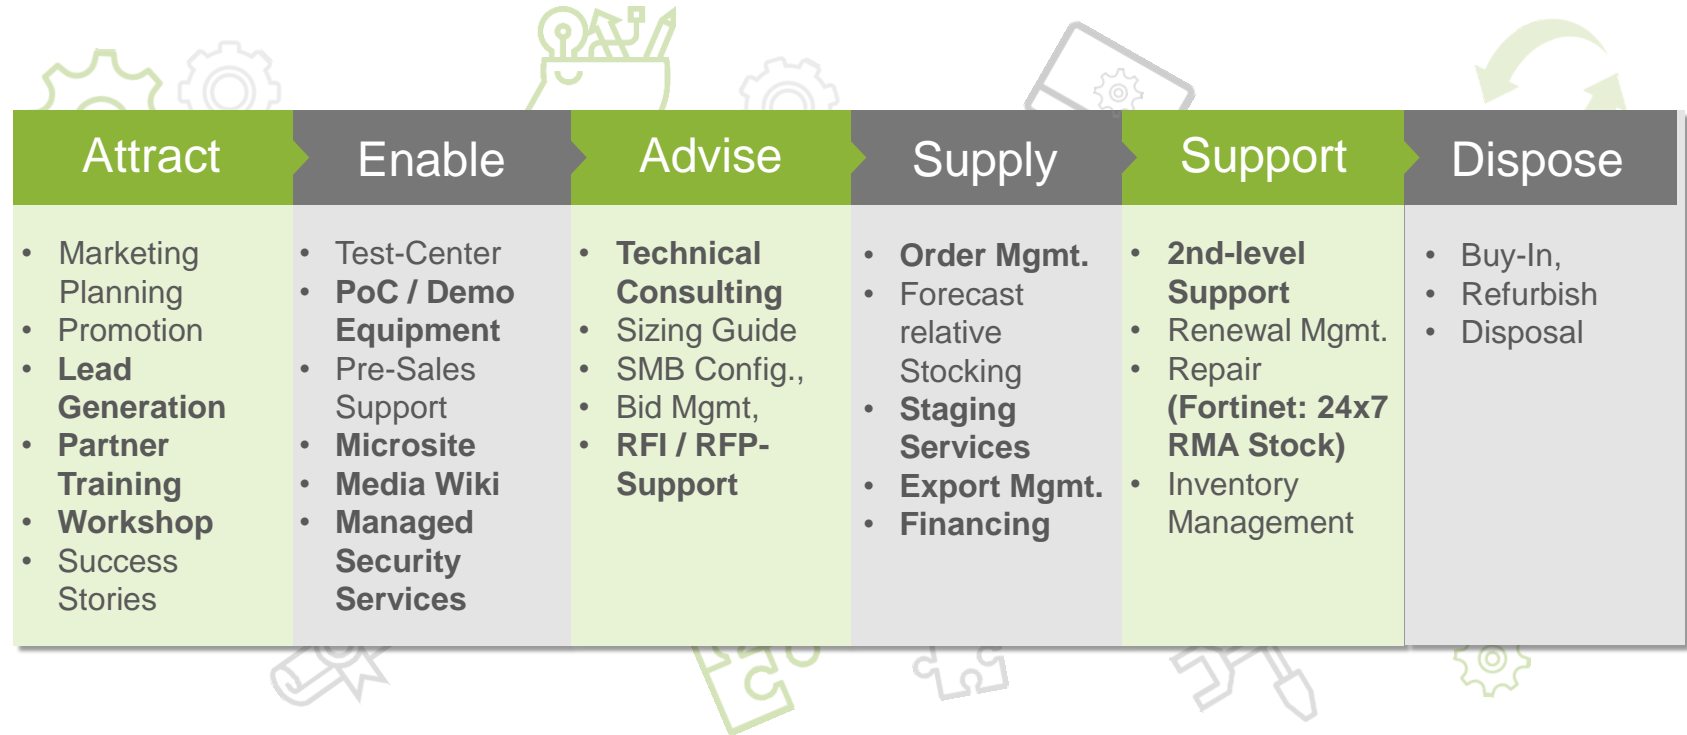 Attract
Enable
Advise
Supply
Support
Dispose
• Marketing
Planning
• Promotion
• Lead
Generation
• Partner
Training
• Workshop
• Success
Stories
• Test-Center
• PoC / Demo
Equipment
• Pre-Sales
Support
• Microsite
• Media Wiki
• Managed
Security
Services
• Technical
Consulting
• Sizing Guide
• SMB Config.,
• Bid Mgmt,
• RFI / RFP-
Support
• Order Mgmt.
• Forecast
relative
Stocking
• Staging
Services
• Export Mgmt.
• Financing
• 2nd-level
Support
• Renewal Mgmt.
• Repair
(Fortinet: 24x7
RMA Stock)
• Inventory
Management
• Buy-In,
• Refurbish
• Disposal